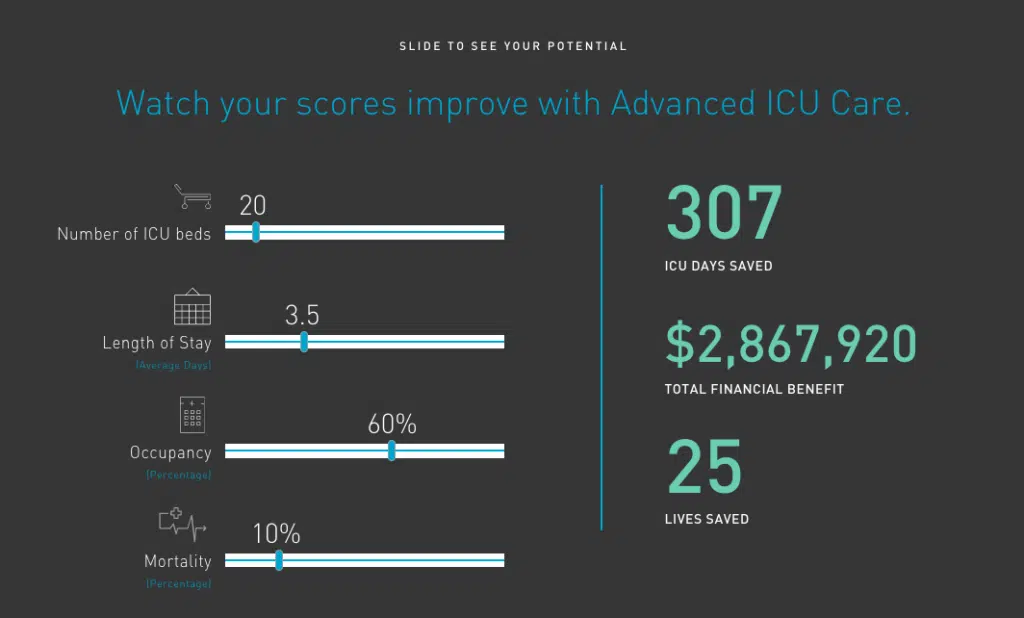 SLIDE TO SEE YOUR POTENTIAL
Watch your scores improve with Advanced ICU Care.
20
Number of ICU beds
3.5
Length of Stay
(Average Days)
60%
Occupancy
(Percentage)
10%
Mortality
(Percentage)
307
ICU DAYS SAVED
$2,867,920
TOTAL FINANCIAL BENEFIT
25
LIVES SAVED